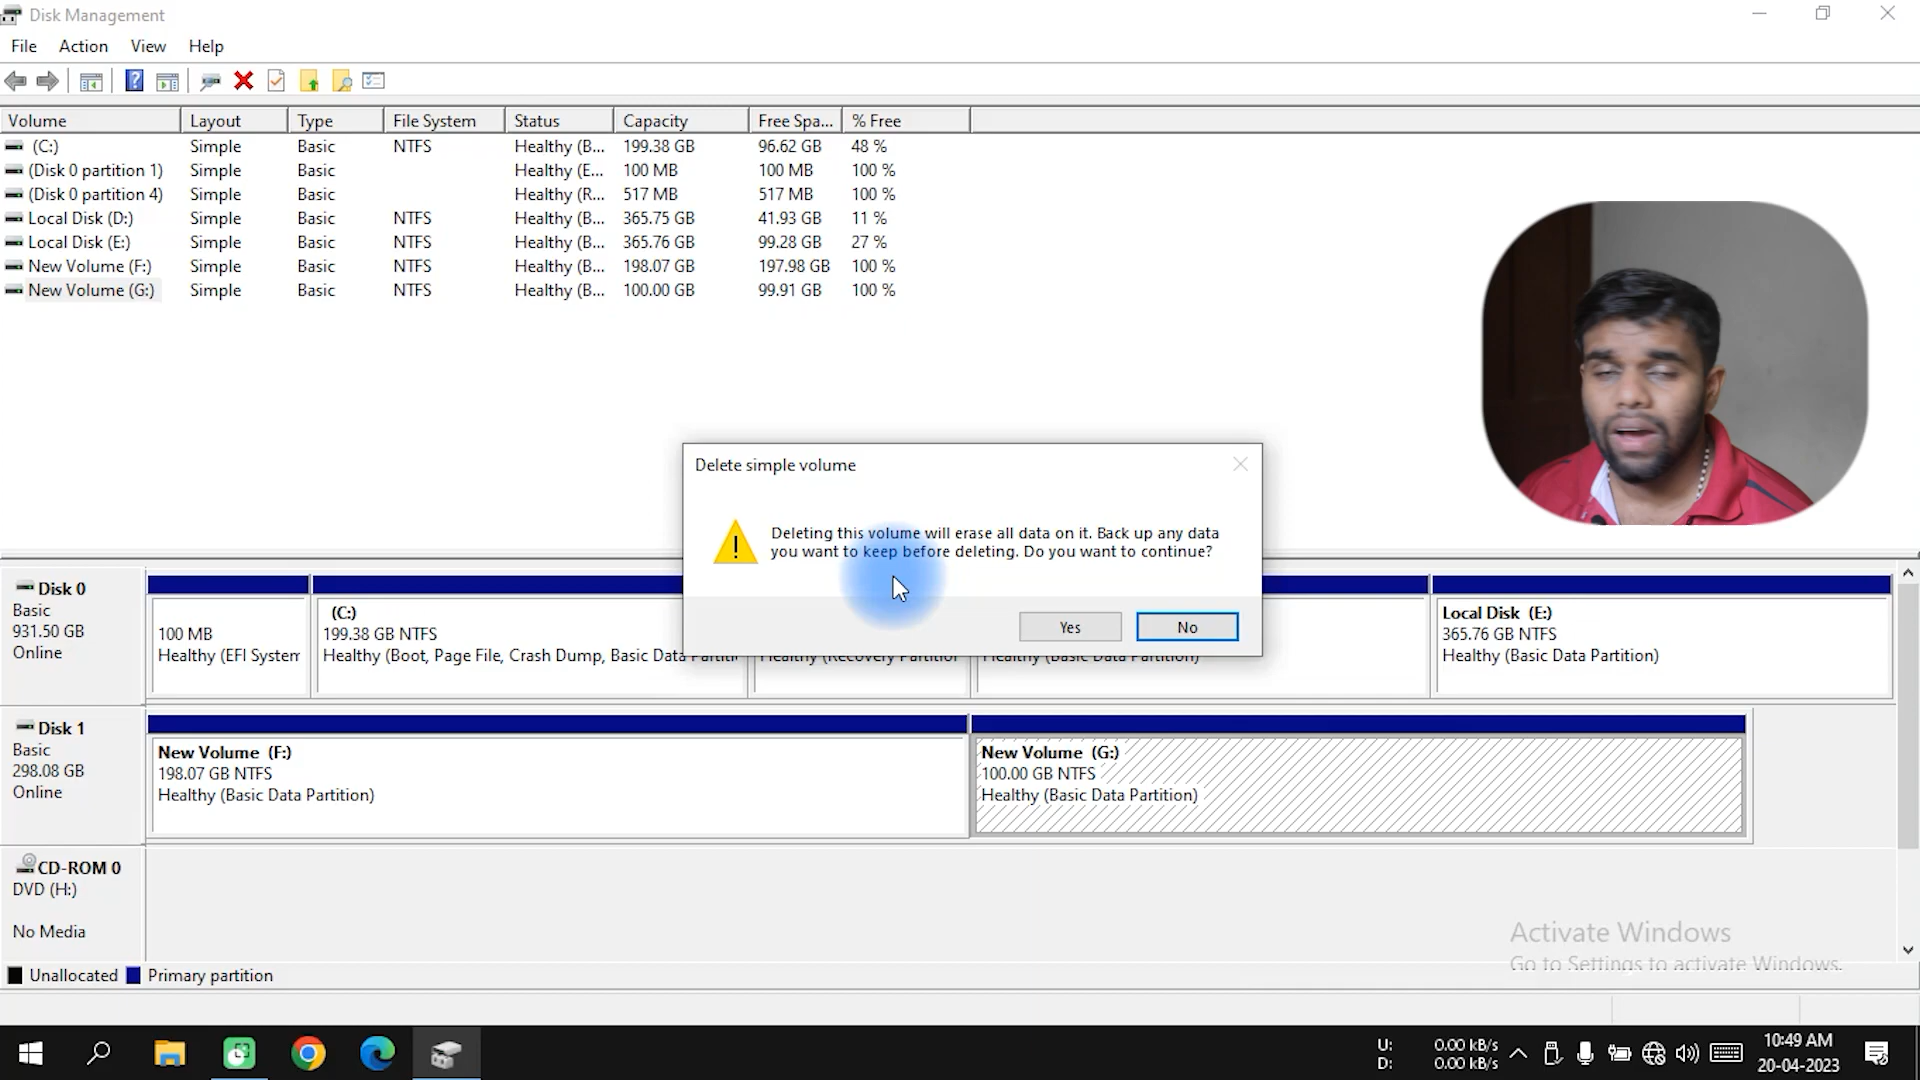 Disk Management
File Action View Help
Volume Layout Type File System Status Capacity Free Spa... % Free
(C:) Simple Basic NTFS Healthy (B... 199.38 GB 96.62 GB 48 %
(Disk 0 partition 1) Simple Basic Healthy (E... 100 MB 100 MB 100 %
(Disk 0 partition 4) Simple Basic Healthy (R... 517 MB 517 MB 100 %
Local Disk (D:) Simple Basic NTFS Healthy (B... 365.75 GB 41.93 GB 11 %
Local Disk (E:) Simple Basic NTFS Healthy (B... 365.76 GB 99.28 GB 27 %
New Volume (F:) Simple Basic NTFS Healthy (B... 198.07 GB 197.98 GB 100 %
New Volume (G:) Simple Basic NTFS Healthy (B... 100.00 GB 99.91 GB 100 %
Delete simple volume
Deleting this volume will erase all data on it. Back up any data
you want to keep before deleting. Do you want to continue?
Yes No
Disk 0
Basic
931.50 GB
Online
100 MB
Healthy (EFI System
(C:)
199.38 GB NTFS
Healthy (Boot, Page File, Crash Dump, Basic Data Partiti
Healthy (Recovery Partition
Healthy (Basic Data Partition)
Local Disk (E:)
365.76 GB NTFS
Healthy (Basic Data Partition)
Disk 1
Basic
298.08 GB
Online
New Volume (F:)
198.07 GB NTFS
Healthy (Basic Data Partition)
New Volume (G:)
100.00 GB NTFS
Healthy (Basic Data Partition)
CD-ROM 0
DVD (H:)
No Media
Activate Windows
Go to Settings to activate Windows.
Unallocated Primary partition
U: 0.00 kB/s
D: 0.00 kB/s
10:49 AM
20-04-2023